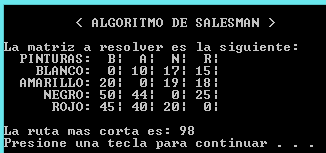 < ALGORITMO DE SALESMAN >
La matriz a resolver es la siguiente:
PINTURAS: B| A| N| R|
BLANCO: 0| 10| 17| 15|
AMARILLO: 20| 0| 19| 18|
NEGRO: 50| 44| 0| 25|
ROJO: 45| 40| 20| 0|
La ruta mas corta es: 98
Presione una tecla para continuar . . .